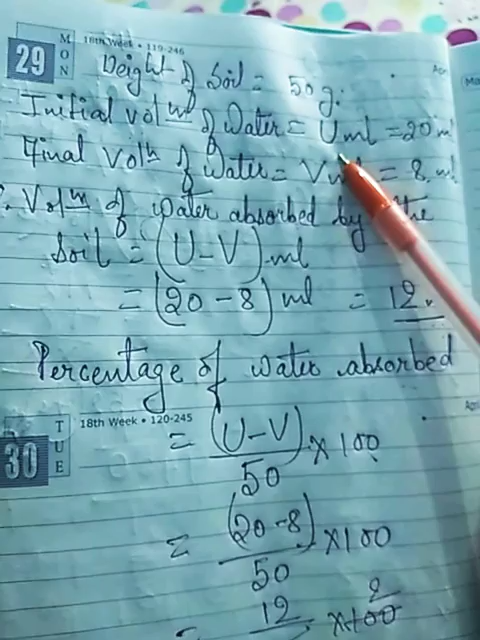 29 MON 18th Week • 119-246
Weight of Soil = 50 g.
Initial volm of Water = U ml = 20 ml
Final Volm of Water = V ml = 8 ml
Volm of water absorbed by the
Soil = (U-V) ml
= (20-8) ml = 12.
Percentage of water absorbed
30 TUE 18th Week • 120-245
= (U-V)/50 × 100
= (20-8)/50 × 100
= 12 × 100 2